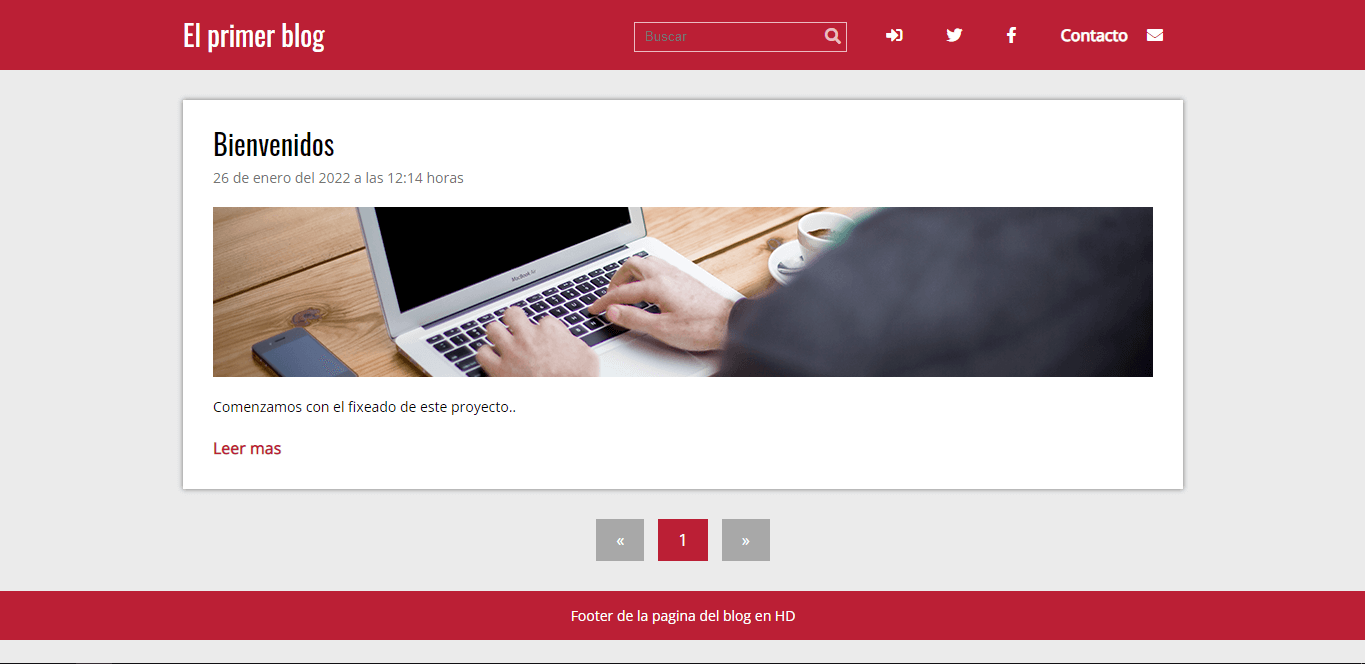 El primer blog
Buscar
Contacto
Bienvenidos
26 de enero del 2022 a las 12:14 horas
MacBook Air
Comenzamos con el fixeado de este proyecto..
Leer mas
« 1 »
Footer de la pagina del blog en HD